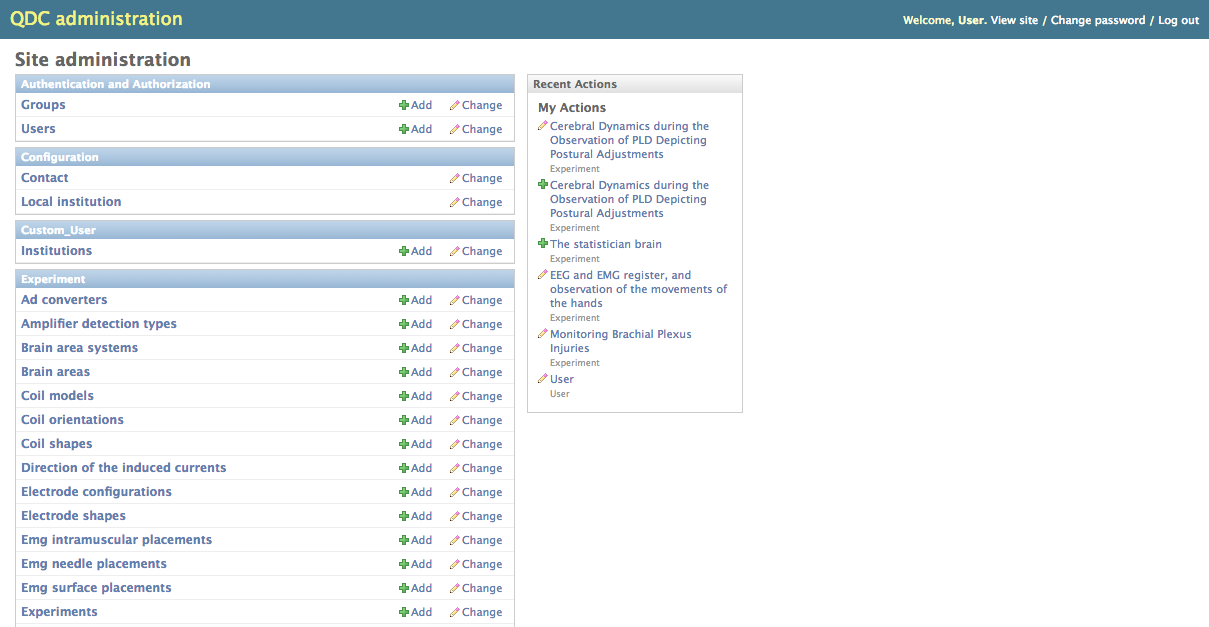 QDC administration
Welcome, User. View site / Change password / Log out
Site administration
Authentication and Authorization
Groups Add Change
Users Add Change
Configuration
Contact Change
Local institution Change
Custom_User
Institutions Add Change
Experiment
Ad converters Add Change
Amplifier detection types Add Change
Brain area systems Add Change
Brain areas Add Change
Coil models Add Change
Coil orientations Add Change
Coil shapes Add Change
Direction of the induced currents Add Change
Electrode configurations Add Change
Electrode shapes Add Change
Emg intramuscular placements Add Change
Emg needle placements Add Change
Emg surface placements Add Change
Experiments Add Change
Recent Actions
My Actions
Cerebral Dynamics during the
Observation of PLD Depicting
Postural Adjustments
Experiment
Cerebral Dynamics during the
Observation of PLD Depicting
Postural Adjustments
Experiment
The statistician brain
Experiment
EEG and EMG register, and
observation of the movements of
the hands
Experiment
Monitoring Brachial Plexus
Injuries
Experiment
User
User